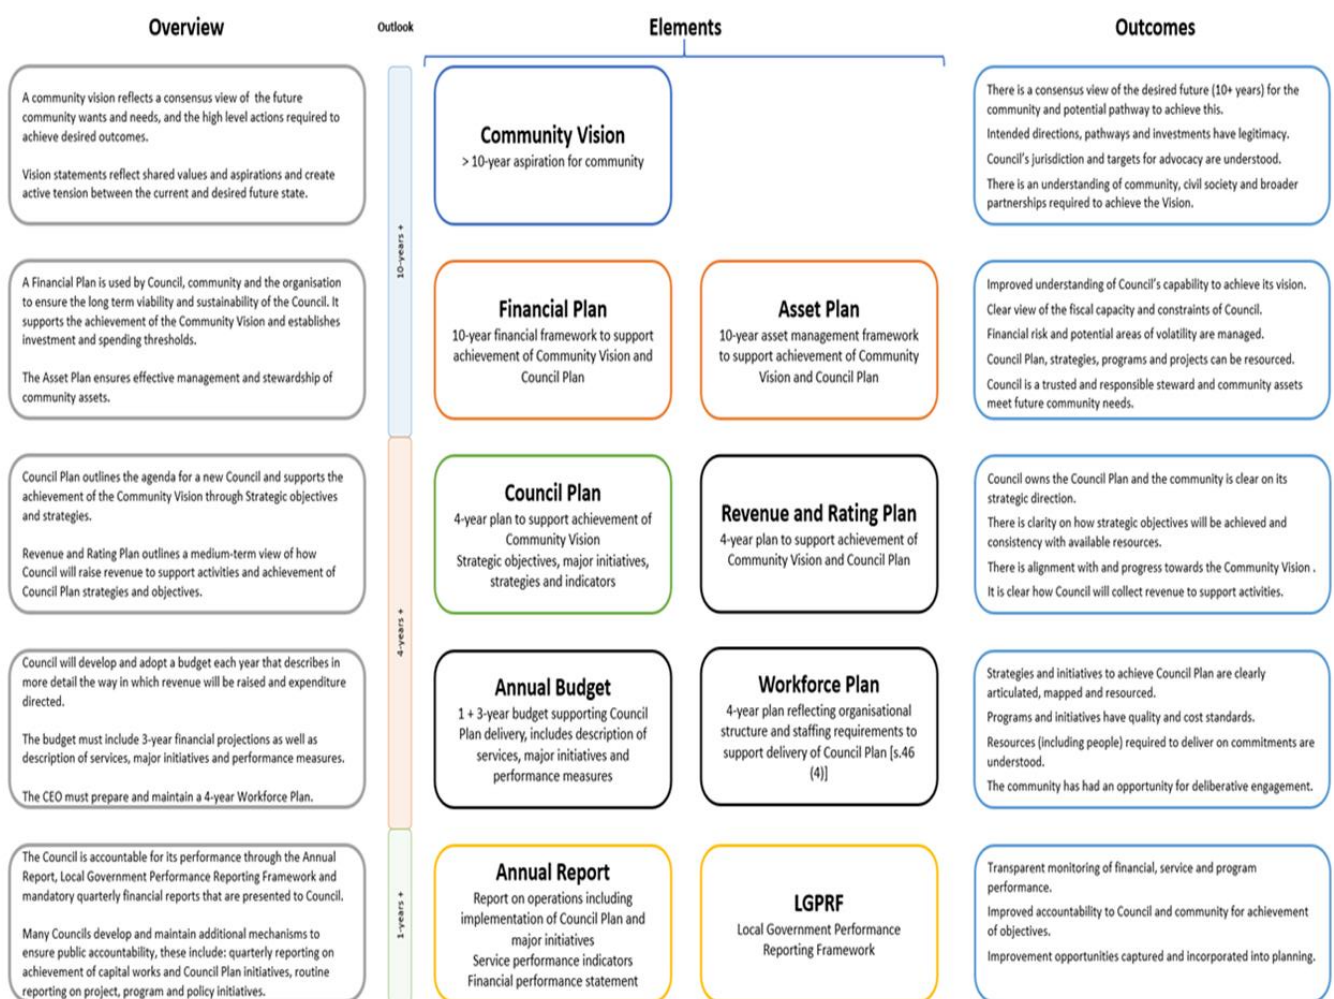 Overview
Outlook
Elements
Outcomes
A community vision reflects a consensus view of the future
community wants and needs, and the high level actions required to
achieve desired outcomes.
Vision statements reflect shared values and aspirations and create
active tension between the current and desired future state.
10-years +
Community Vision
> 10-year aspiration for community
There is a consensus view of the desired future (10+ years) for the
community and potential pathway to achieve this.
Intended directions, pathways and investments have legitimacy.
Council's jurisdiction and targets for advocacy are understood.
There is an understanding of community, civil society and broader
partnerships required to achieve the Vision.
A Financial Plan is used by Council, community and the organisation
to ensure the long term viability and sustainability of the Council. It
supports the achievement of the Community Vision and establishes
investment and spending thresholds.
The Asset Plan ensures effective management and stewardship of
community assets.
Financial Plan
10-year financial framework to support
achievement of Community Vision and
Council Plan
Asset Plan
10-year asset management framework
to support achievement of Community
Vision and Council Plan
Improved understanding of Council's capability to achieve its vision.
Clear view of the fiscal capacity and constraints of Council.
Financial risk and potential areas of volatility are managed.
Council Plan, strategies, programs and projects can be resourced.
Council is a trusted and responsible steward and community assets
meet future community needs.
Council Plan outlines the agenda for a new Council and supports the
achievement of the Community Vision through Strategic objectives
and strategies.
Revenue and Rating Plan outlines a medium-term view of how
Council will raise revenue to support activities and achievement of
Council Plan strategies and objectives.
4-years +
Council Plan
4-year plan to support achievement of
Community Vision
Strategic objectives, major initiatives,
strategies and indicators
Revenue and Rating Plan
4-year plan to support achievement of
Community Vision and Council Plan
Council owns the Council Plan and the community is clear on its
strategic direction.
There is clarity on how strategic objectives will be achieved and
consistency with available resources.
There is alignment with and progress towards the Community Vision .
It is clear how Council will collect revenue to support activities.
Council will develop and adopt a budget each year that describes in
more detail the way in which revenue will be raised and expenditure
directed.
The budget must include 3-year financial projections as well as
description of services, major initiatives and performance measures.
The CEO must prepare and maintain a 4-year Workforce Plan.
Annual Budget
1 + 3-year budget supporting Council
Plan delivery, includes description of
services, major initiatives and
performance measures
Workforce Plan
4-year plan reflecting organisational
structure and staffing requirements to
support delivery of Council Plan [s.46
(4)]
Strategies and initiatives to achieve Council Plan are clearly
articulated, mapped and resourced.
Programs and initiatives have quality and cost standards.
Resources (including people) required to deliver on commitments are
understood.
The community has had an opportunity for deliberative engagement.
The Council is accountable for its performance through the Annual
Report, Local Government Performance Reporting Framework and
mandatory quarterly financial reports that are presented to Council.
Many Councils develop and maintain additional mechanisms to
ensure public accountability, these include: quarterly reporting on
achievement of capital works and Council Plan initiatives, routine
reporting on project, program and policy initiatives.
1-years +
Annual Report
Report on operations including
implementation of Council Plan and
major initiatives
Service performance indicators
Financial performance statement
LGPRF
Local Government Performance
Reporting Framework
Transparent monitoring of financial, service and program
performance.
Improved accountability to Council and community for achievement
of objectives.
Improvement opportunities captured and incorporated into planning.